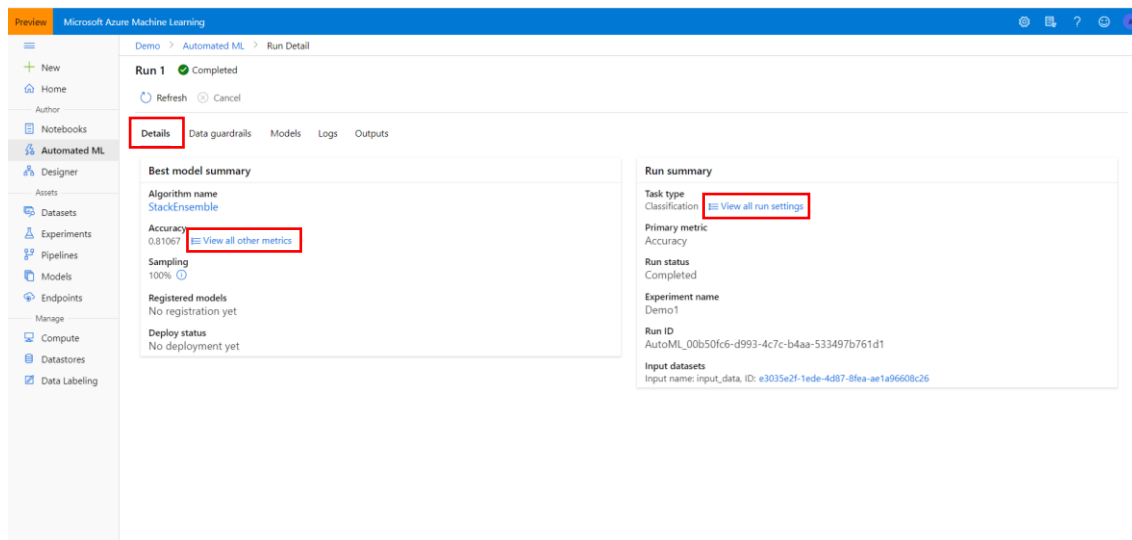 Preview Microsoft Azure Machine Learning
Demo > Automated ML > Run Detail
New
Home
Author
Notebooks
Automated ML
Designer
Assets
Datasets
Experiments
Pipelines
Models
Endpoints
Manage
Compute
Datastores
Data Labeling
Run 1 Completed
Refresh Cancel
Details Data guardrails Models Logs Outputs
Best model summary
Algorithm name
StackEnsemble
Accuracy
0.81067 View all other metrics
Sampling
100%
Registered models
No registration yet
Deploy status
No deployment yet
Run summary
Task type
Classification View all run settings
Primary metric
Accuracy
Run status
Completed
Experiment name
Demo1
Run ID
AutoML_00b50fc6-d993-4c7c-b4aa-533497b761d1
Input datasets
Input name: input_data, ID: e3035e2f-1ede-4d87-8fea-ae1a96608c26